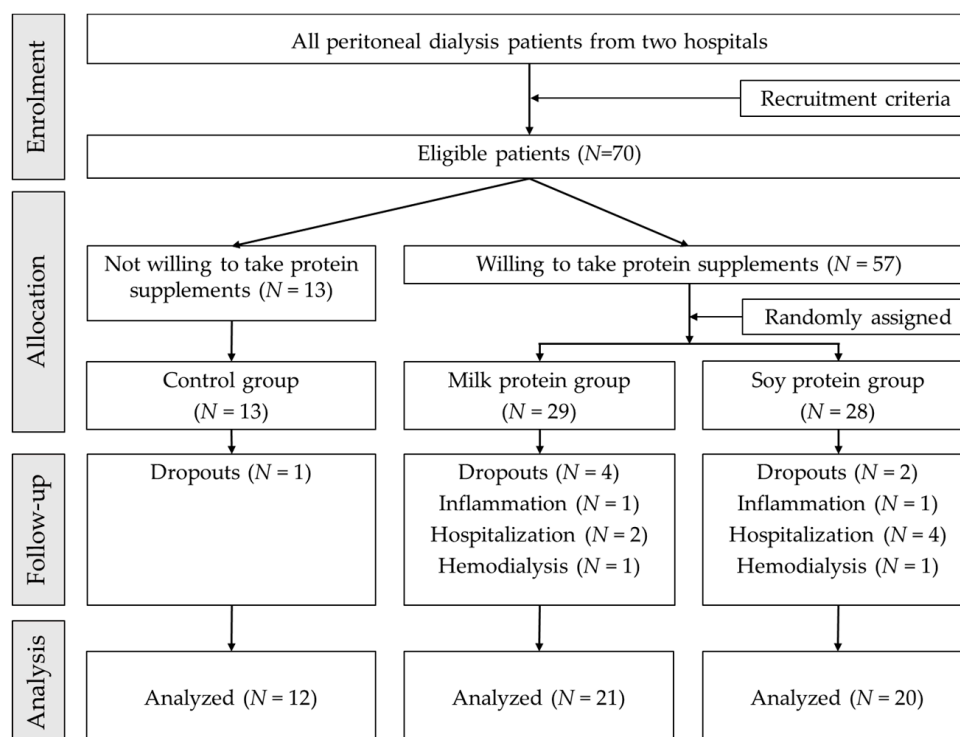 Enrolment
All peritoneal dialysis patients from two hospitals
Recruitment criteria
Eligible patients (N=70)
Allocation
Not willing to take protein
supplements (N = 13)
Willing to take protein supplements (N = 57)
Randomly assigned
Control group
(N = 13)
Milk protein group
(N = 29)
Soy protein group
(N = 28)
Follow-up
Dropouts (N = 1)
Dropouts (N = 4)
Inflammation (N = 1)
Hospitalization (N = 2)
Hemodialysis (N = 1)
Dropouts (N = 2)
Inflammation (N = 1)
Hospitalization (N = 4)
Hemodialysis (N = 1)
Analysis
Analyzed (N = 12)
Analyzed (N = 21)
Analyzed (N = 20)